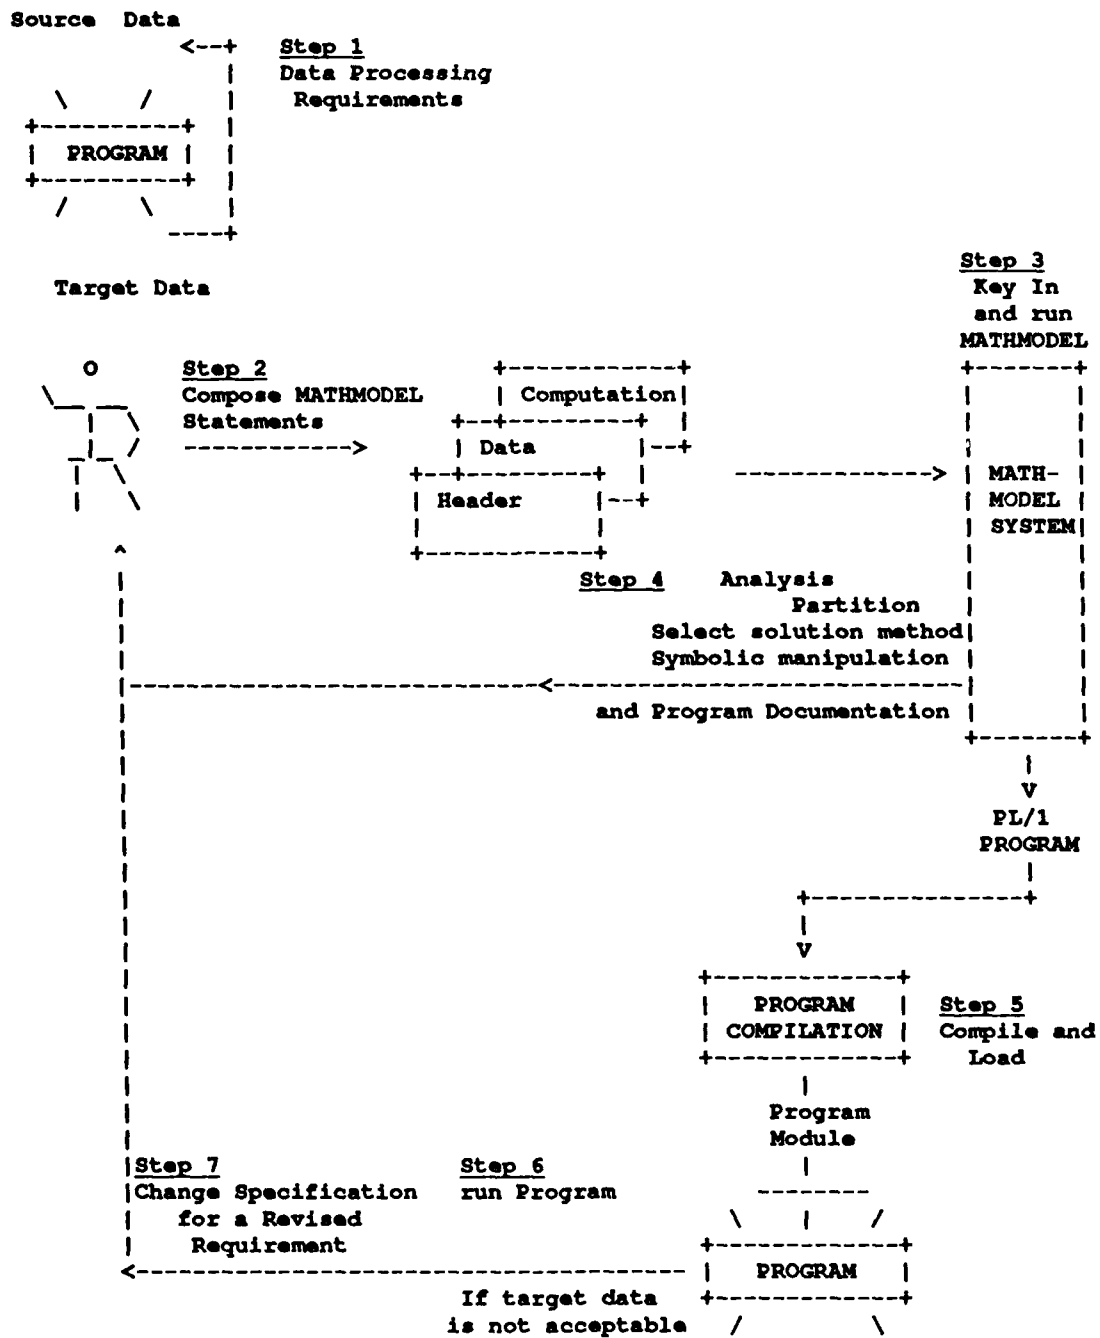 Source Data
Step 1
Data Processing
Requirements
PROGRAM
Target Data
Step 2
Compose MATHMODEL
Statements
Computation
Data
Header
Step 3
Key In
and run
MATHMODEL
MATH-
MODEL
SYSTEM
Step 4 Analysis
Partition
Select solution method
Symbolic manipulation
and Program Documentation
PL/1
PROGRAM
PROGRAM
COMPILATION
Step 5
Compile and
Load
Program
Module
Step 6
run Program
Step 7
Change Specification
for a Revised
Requirement
PROGRAM
If target data
is not acceptable